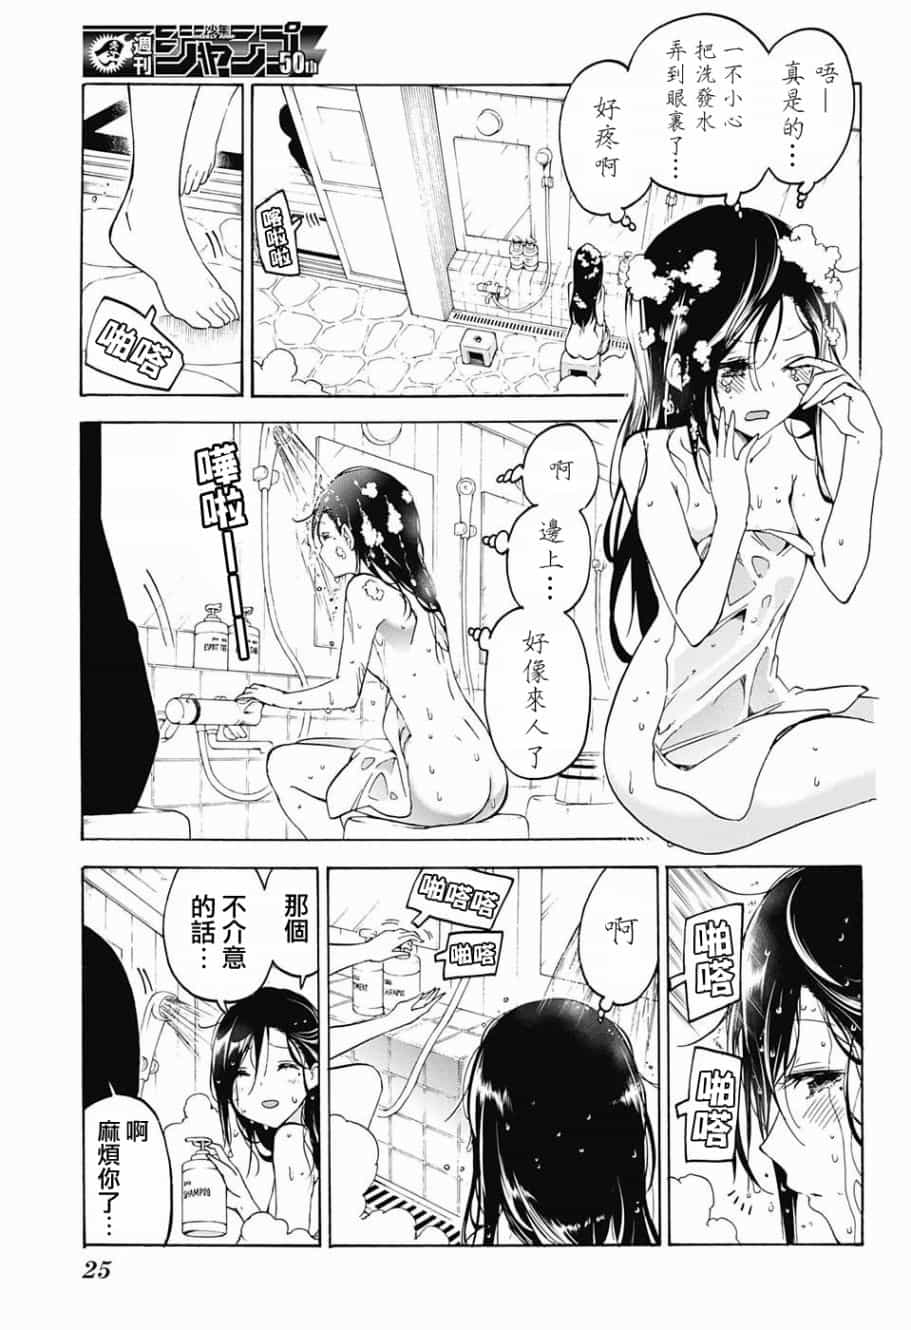 週刊
少年
ジャンプ
50th
唔—
真是的…
一不小心
把洗發水
弄到眼裏了…
好疼啊
嗒啦啦
啪嗒
啊
邊上…
好像來人了
嘩啦————
啪嗒
啪嗒
啊
啪嗒嗒
啪嗒
那個
不介意
的話…
SHAMPOO
啊
麻煩你了…
25